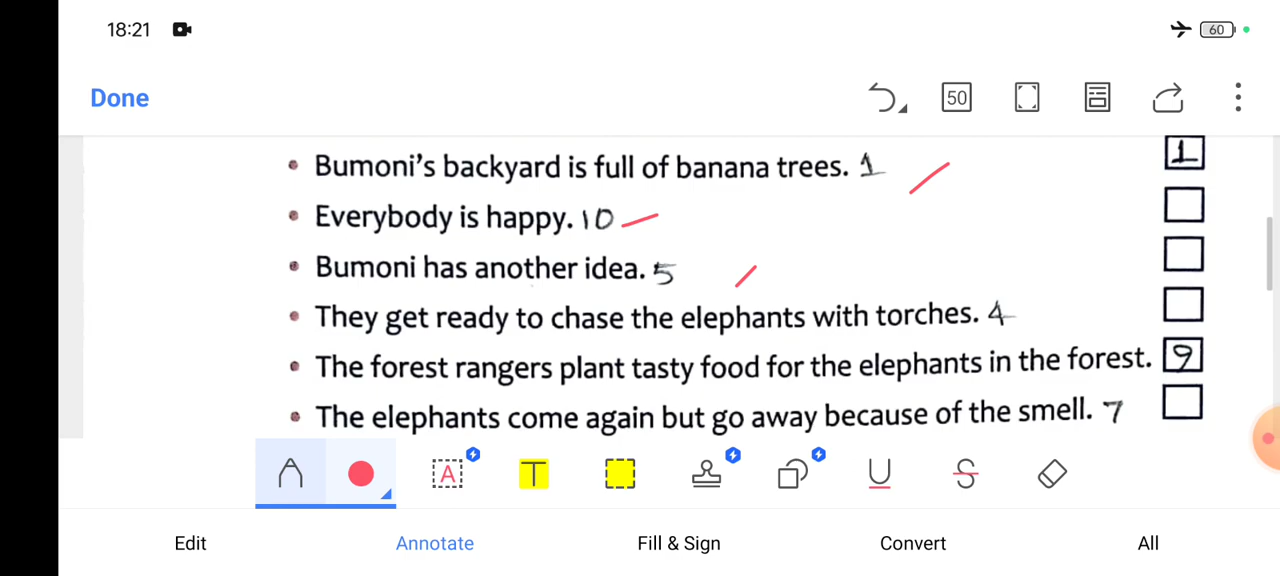 18:21 60
Done 50
• Bumoni's backyard is full of banana trees. 1 1
• Everybody is happy. 10
• Bumoni has another idea. 5
• They get ready to chase the elephants with torches. 4
• The forest rangers plant tasty food for the elephants in the forest. 9
• The elephants come again but go away because of the smell. 7
A T U S
Edit Annotate Fill & Sign Convert All